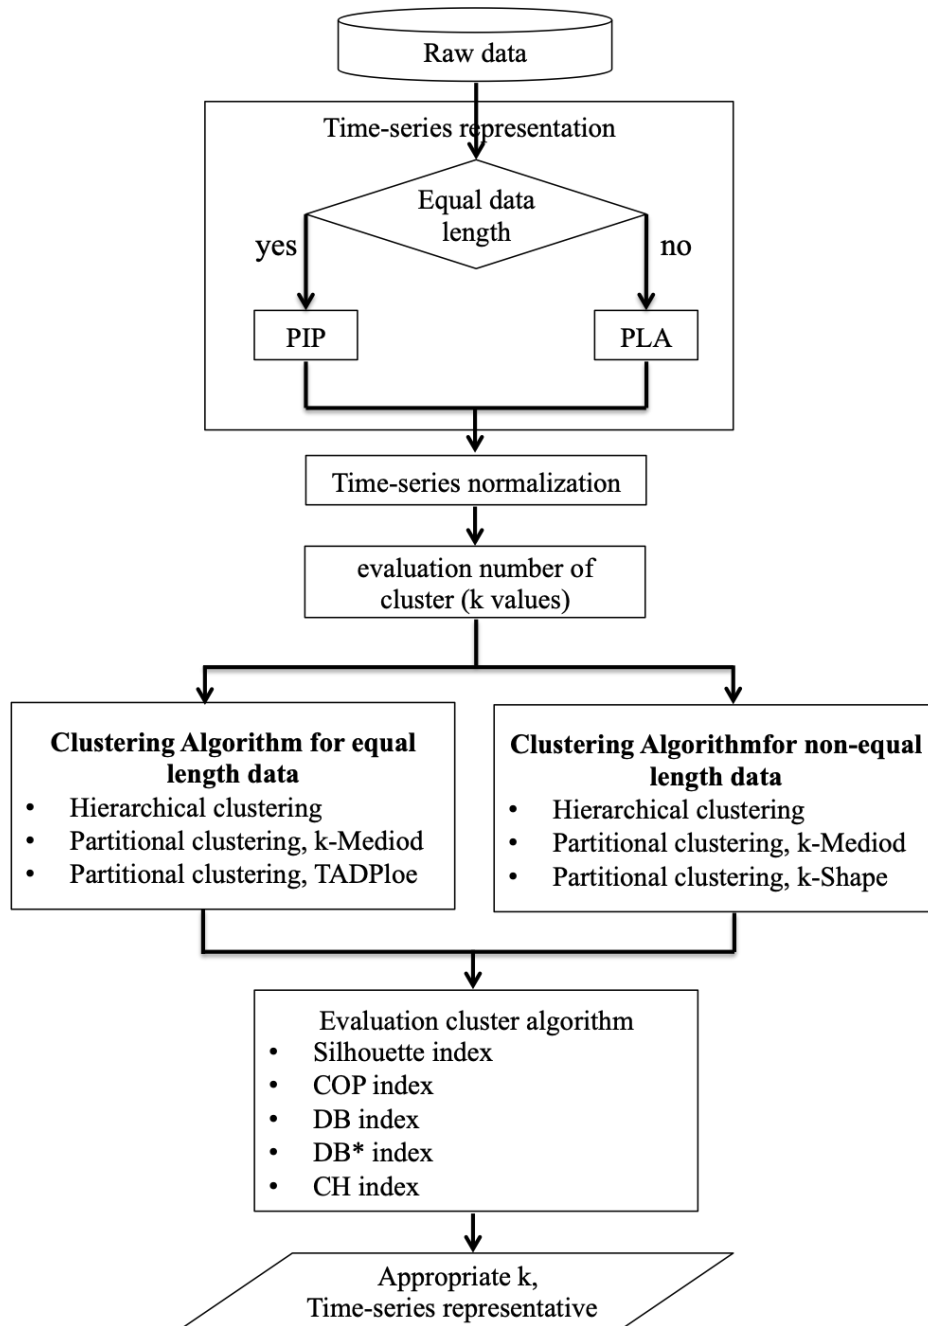 Raw data
Time-series representation
Equal data
length
yes
no
PIP
PLA
Time-series normalization
evaluation number of
cluster (k values)
Clustering Algorithm for equal
length data
• Hierarchical clustering
• Partitional clustering, k-Mediod
• Partitional clustering, TADPloe
Clustering Algorithmfor non-equal
length data
• Hierarchical clustering
• Partitional clustering, k-Mediod
• Partitional clustering, k-Shape
Evaluation cluster algorithm
• Silhouette index
• COP index
• DB index
• DB* index
• CH index
Appropriate k,
Time-series representative